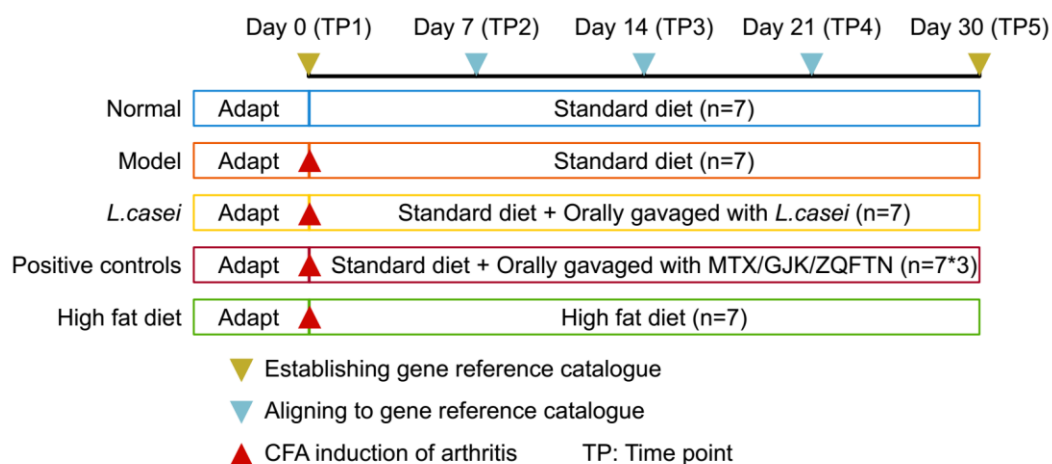 Day 0 (TP1) Day 7 (TP2) Day 14 (TP3) Day 21 (TP4) Day 30 (TP5)
Normal Adapt Standard diet (n=7)
Model Adapt Standard diet (n=7)
L.casei Adapt Standard diet + Orally gavaged with L.casei (n=7)
Positive controls Adapt Standard diet + Orally gavaged with MTX/GJK/ZQFTN (n=7*3)
High fat diet Adapt High fat diet (n=7)
Establishing gene reference catalogue
Aligning to gene reference catalogue
CFA induction of arthritis TP: Time point